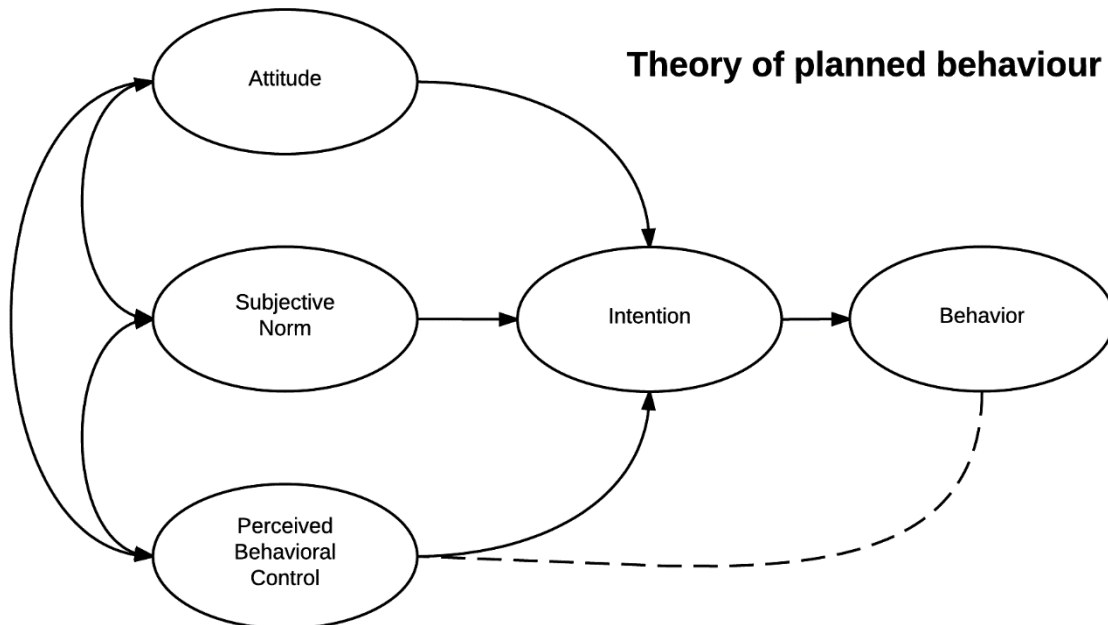 Theory of planned behaviour
Attitude
Subjective
Norm
Intention
Behavior
Perceived
Behavioral
Control